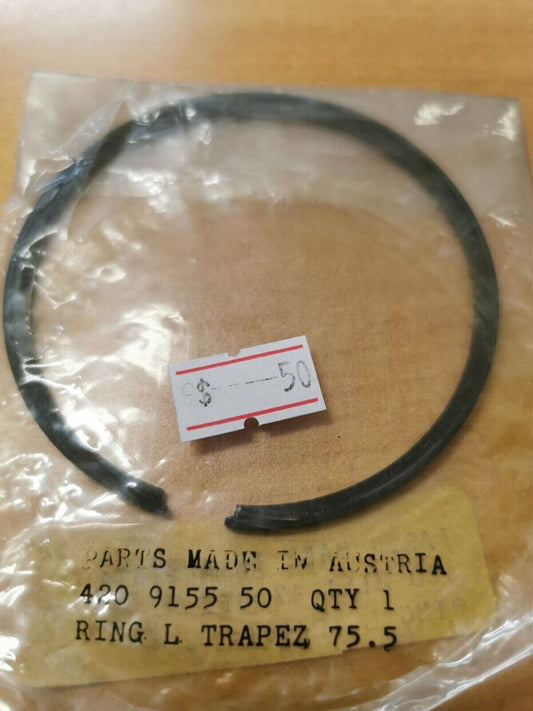 $ 50
PARTS MADE IN AUSTRIA
420 9155 50 QTY 1
RING L TRAPEZ 75.5